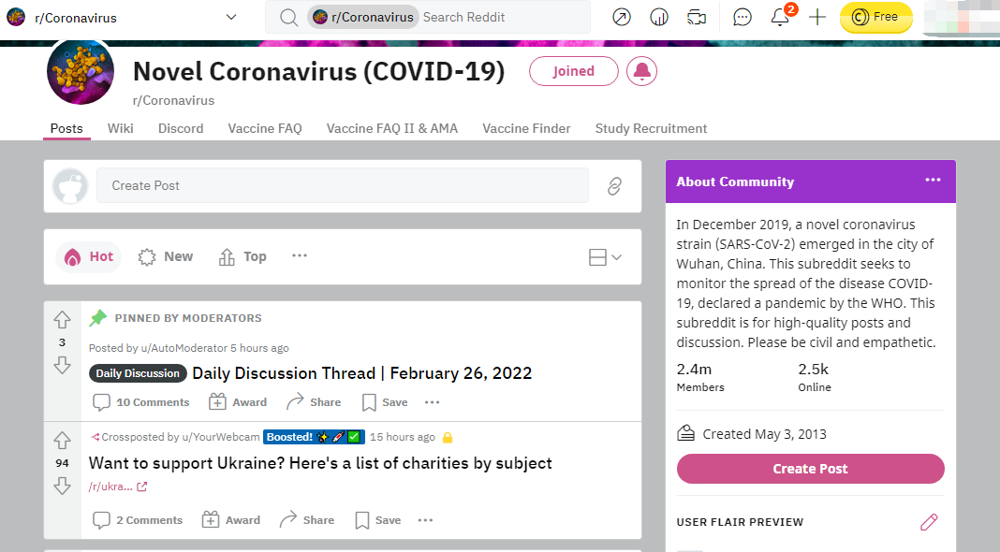 r/Coronavirus
r/Coronavirus Search Reddit
2
Free
Novel Coronavirus (COVID-19)
Joined
r/Coronavirus
Posts Wiki Discord Vaccine FAQ Vaccine FAQ II & AMA Vaccine Finder Study Recruitment
Create Post
Hot New Top
PINNED BY MODERATORS
3
Posted by u/AutoModerator 5 hours ago
Daily Discussion Daily Discussion Thread | February 26, 2022
10 Comments Award Share Save
Crossposted by u/YourWebcam Boosted! 15 hours ago
94
Want to support Ukraine? Here's a list of charities by subject
/r/ukra...
2 Comments Award Share Save
About Community
In December 2019, a novel coronavirus
strain (SARS-CoV-2) emerged in the city of
Wuhan, China. This subreddit seeks to
monitor the spread of the disease COVID-
19, declared a pandemic by the WHO. This
subreddit is for high-quality posts and
discussion. Please be civil and empathetic.
2.4m 2.5k
Members Online
Created May 3, 2013
Create Post
USER FLAIR PREVIEW